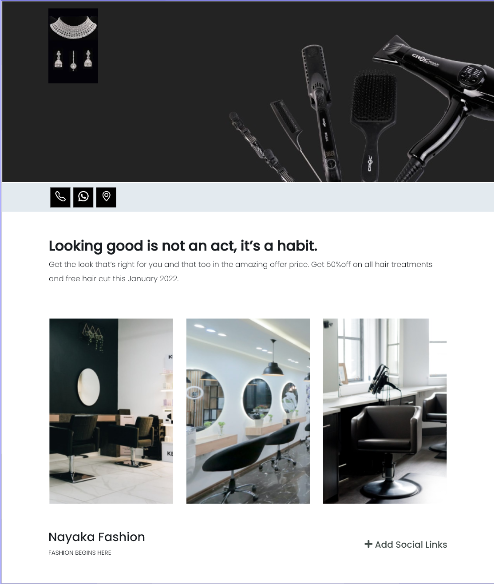 Looking good is not an act, it’s a habit.
Get the look that's right for you and that too in the amazing offer price. Get 50%off on all hair treatments
and free hair cut this January 2022.
Nayaka Fashion
FASHION BEGINS HERE
Add Social Links